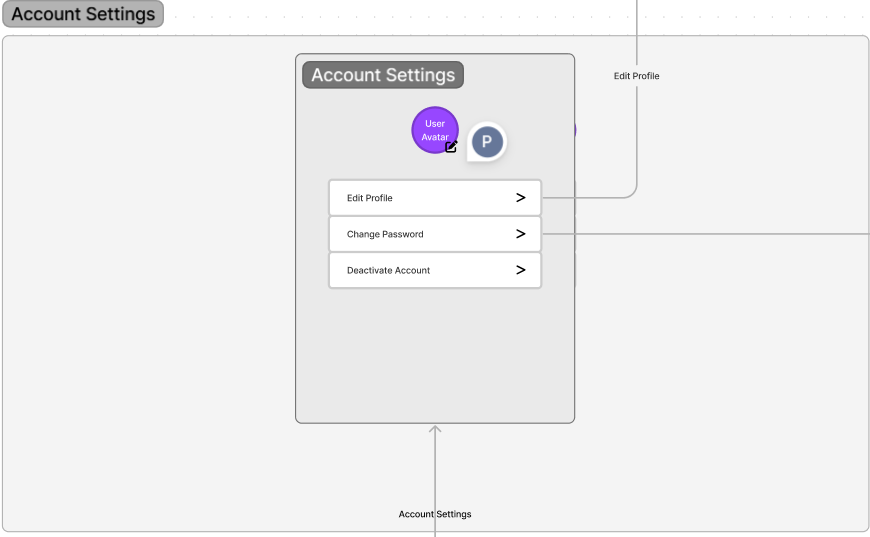 Account Settings
Account Settings
Edit Profile
User
Avatar
P
Edit Profile >
Change Password >
Deactivate Account >
Account Settings